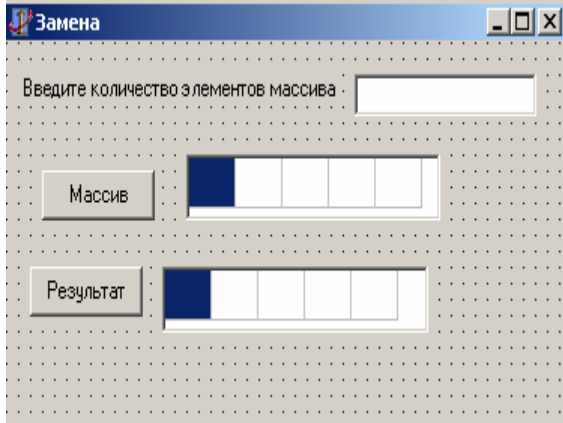 Замена
Введите количество элементов массива
Массив
Результат